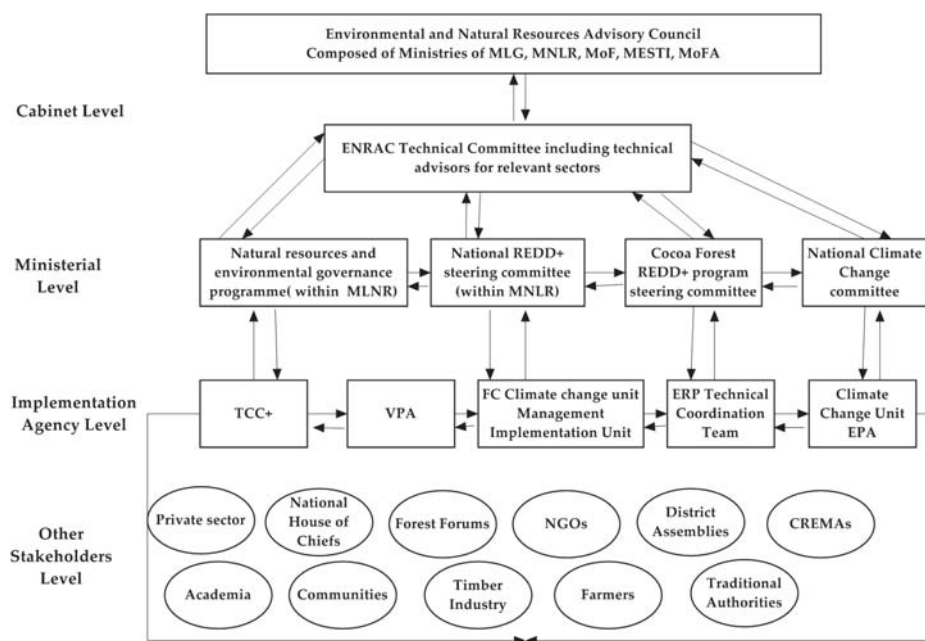 Environmental and Natural Resources Advisory Council
Composed of Ministries of MLG, MNLR, MoF, MESTI, MoFA
Cabinet Level
ENRAC Technical Committee including technical
advisors for relevant sectors
Ministerial
Level
Natural resources and
environmental governance
programme( within MLNR)
National REDD+
steering committee
(within MNLR)
Cocoa Forest
REDD+ program
steering committee
National Climate
Change
committee
Implementation
Agency Level
TCC+
VPA
FC Climate change unit
Management
Implementation Unit
ERP Technical
Coordination
Team
Climate
Change Unit
EPA
Other
Stakeholders
Level
Private sector
National
House of
Chiefs
Forest Forums
NGOs
District
Assemblies
CREMAs
Academia
Communities
Timber
Industry
Farmers
Traditional
Authorities